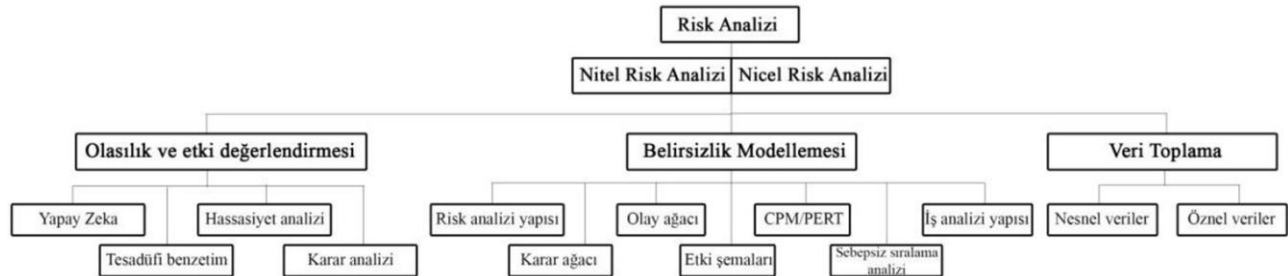 Risk Analizi
Nitel Risk Analizi
Nicel Risk Analizi
Olasılık ve etki değerlendirmesi
Belirsizlik Modellemesi
Veri Toplama
Yapay Zeka
Hassasiyet analizi
Risk analizi yapısı
Olay ağacı
CPM/PERT
İş analizi yapısı
Nesnel veriler
Öznel veriler
Tesadüfi benzetim
Karar analizi
Karar ağacı
Etki şemaları
Sebepsiz sıralama
analizi